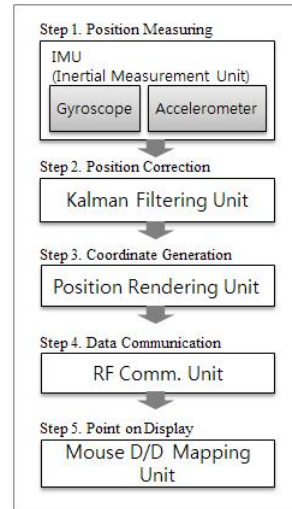 Step 1. Position Measuring
IMU
(Inertial Measurement Unit)
Gyroscope Accelerometer
Step 2. Position Correction
Kalman Filtering Unit
Step 3. Coordinate Generation
Position Rendering Unit
Step 4. Data Communication
RF Comm. Unit
Step 5. Point on Display
Mouse D/D Mapping
Unit